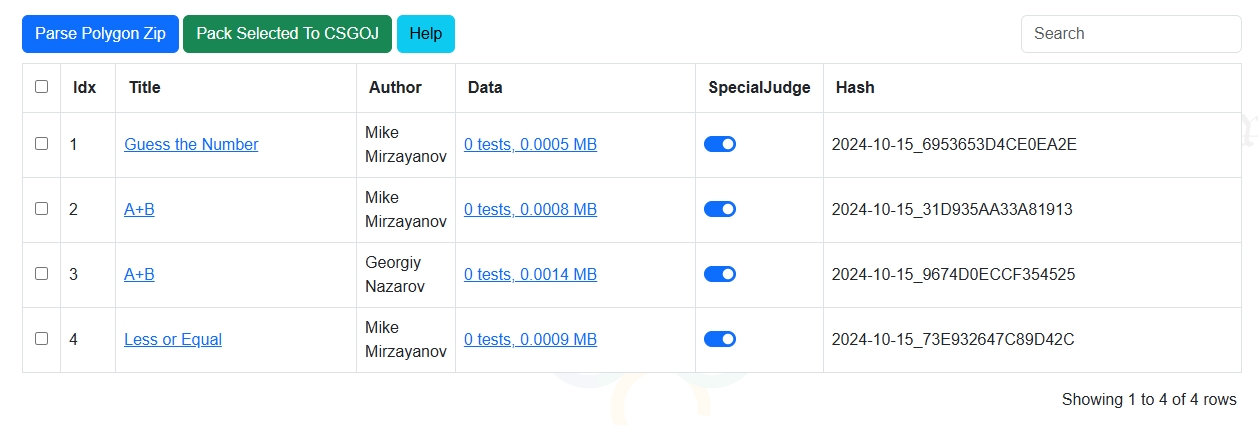 Parse Polygon Zip Pack Selected To CSGOJ Help Search
Idx Title Author Data SpecialJudge Hash
1 Guess the Number Mike Mirzayanov 0 tests, 0.0005 MB 2024-10-15_6953653D4CE0EA2E
2 A+B Mike Mirzayanov 0 tests, 0.0008 MB 2024-10-15_31D935AA33A81913
3 A+B Georgiy Nazarov 0 tests, 0.0014 MB 2024-10-15_9674D0ECCF354525
4 Less or Equal Mike Mirzayanov 0 tests, 0.0009 MB 2024-10-15_73E932647C89D42C
Showing 1 to 4 of 4 rows